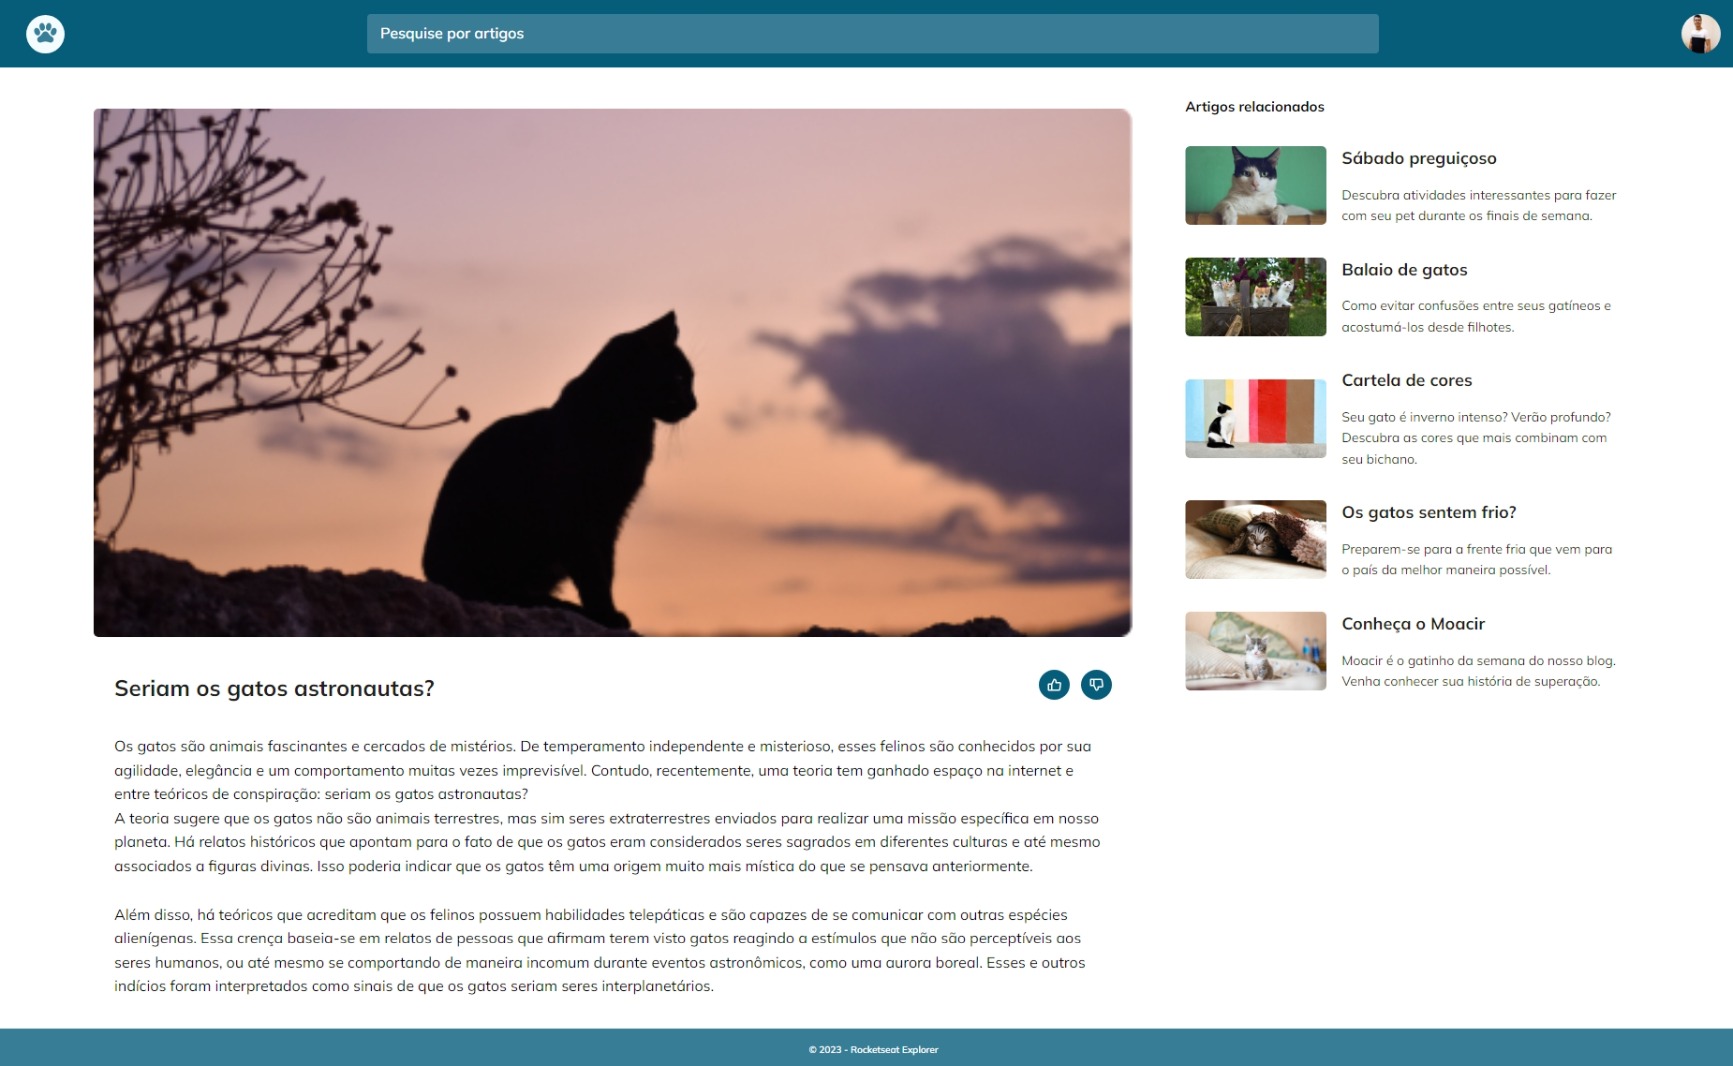 Pesquise por artigos
Seriam os gatos astronautas?
Os gatos são animais fascinantes e cercados de mistérios. De temperamento independente e misterioso, esses felinos são conhecidos por sua
agilidade, elegância e um comportamento muitas vezes imprevisível. Contudo, recentemente, uma teoria tem ganhado espaço na internet e
entre teóricos de conspiração: seriam os gatos astronautas?
A teoria sugere que os gatos não são animais terrestres, mas sim seres extraterrestres enviados para realizar uma missão específica em nosso
planeta. Há relatos históricos que apontam para o fato de que os gatos eram considerados seres sagrados em diferentes culturas e até mesmo
associados a figuras divinas. Isso poderia indicar que os gatos têm uma origem muito mais mística do que se pensava anteriormente.
Além disso, há teóricos que acreditam que os felinos possuem habilidades telepáticas e são capazes de se comunicar com outras espécies
alienígenas. Essa crença baseia-se em relatos de pessoas que afirmam terem visto gatos reagindo a estímulos que não são perceptíveis aos
seres humanos, ou até mesmo se comportando de maneira incomum durante eventos astronômicos, como uma aurora boreal. Esses e outros
indícios foram interpretados como sinais de que os gatos seriam seres interplanetários.
Artigos relacionados
Sábado preguiçoso
Descubra atividades interessantes para fazer
com seu pet durante os finais de semana.
Balaio de gatos
Como evitar confusões entre seus gatíneos e
acostumá-los desde filhotes.
Cartela de cores
Seu gato é inverno intenso? Verão profundo?
Descubra as cores que mais combinam com
seu bichano.
Os gatos sentem frio?
Preparem-se para a frente fria que vem para
o país da melhor maneira possível.
Conheça o Moacir
Moacir é o gatinho da semana do nosso blog.
Venha conhecer sua história de superação.
© 2023 - Rocketseat Explorer